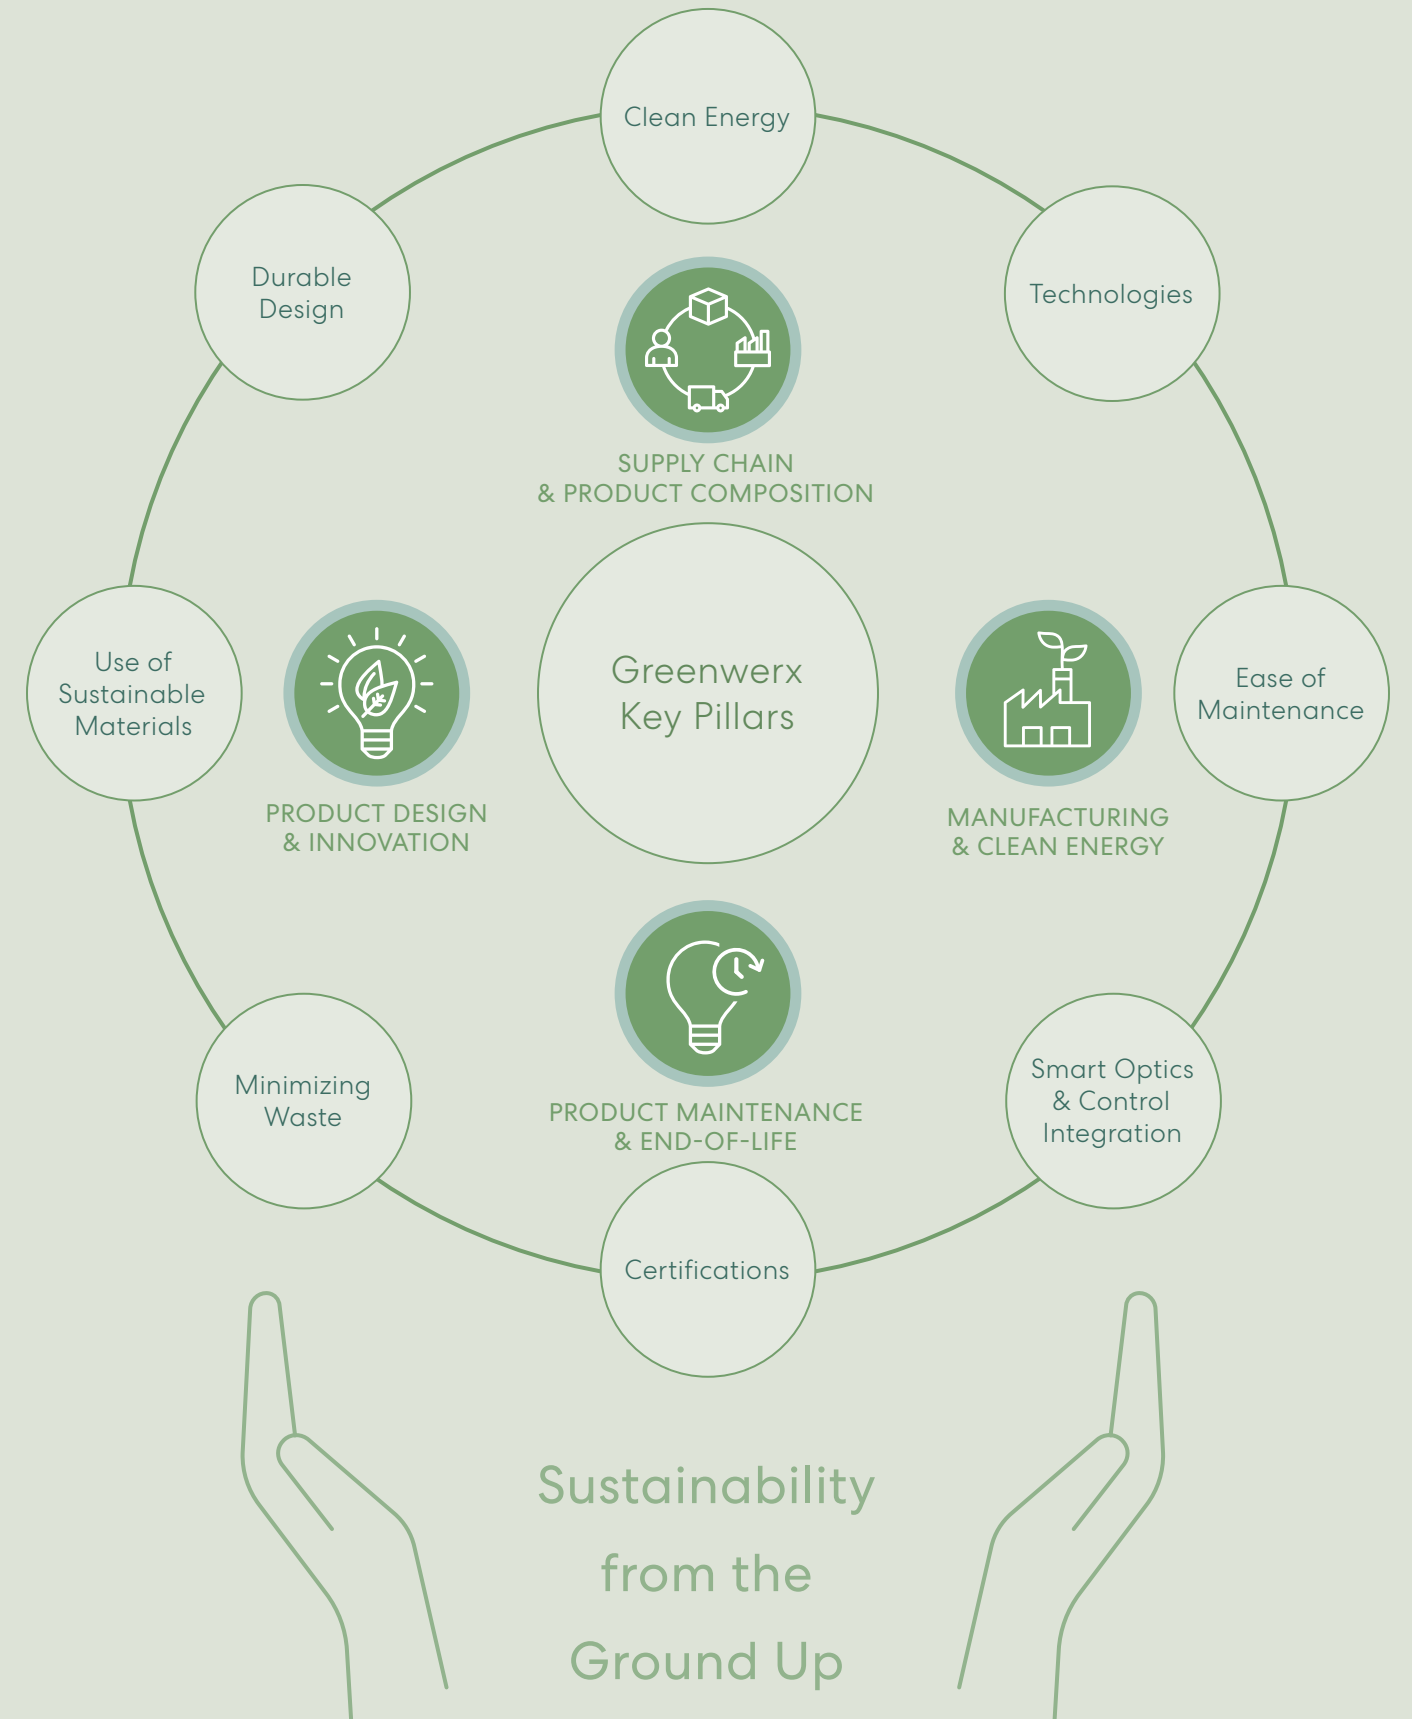 Clean Energy
Durable
Design
Technologies
SUPPLY CHAIN
& PRODUCT COMPOSITION
Use of
Sustainable
Materials
Greenwerx
Key Pillars
Ease of
Maintenance
PRODUCT DESIGN
& INNOVATION
MANUFACTURING
& CLEAN ENERGY
Minimizing
Waste
PRODUCT MAINTENANCE
& END-OF-LIFE
Smart Optics
& Control
Integration
Certifications
Sustainability
from the
Ground Up